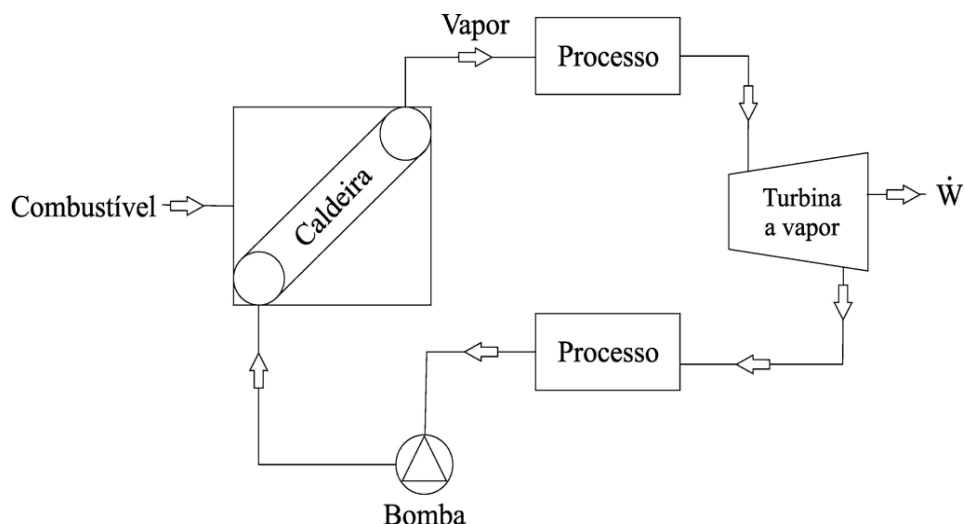 Vapor
Processo
Combustível
Caldeira
Turbina
a vapor
Ẇ
Processo
Bomba